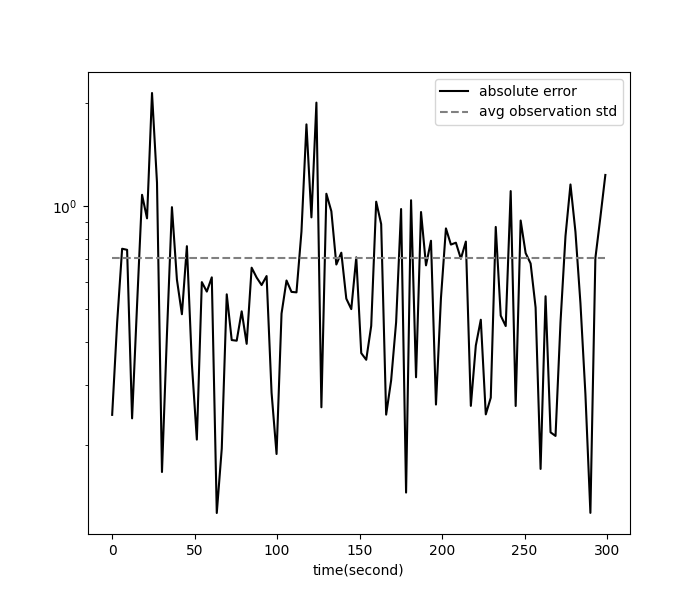 absolute error
avg observation std
10⁰
0 50 100 150 200 250 300
time(second)